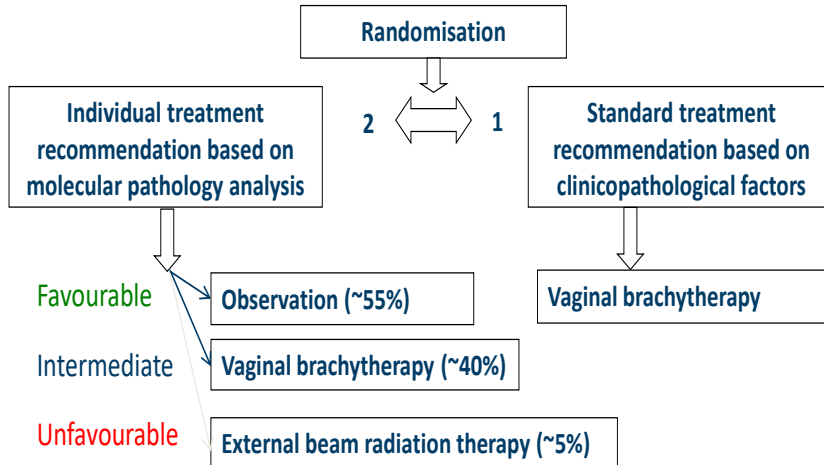 Randomisation
Individual treatment
recommendation based on
molecular pathology analysis
2
1
Standard treatment
recommendation based on
clinicopathological factors
Favourable
Observation (~55%)
Vaginal brachytherapy
Intermediate
Vaginal brachytherapy (~40%)
Unfavourable
External beam radiation therapy (~5%)